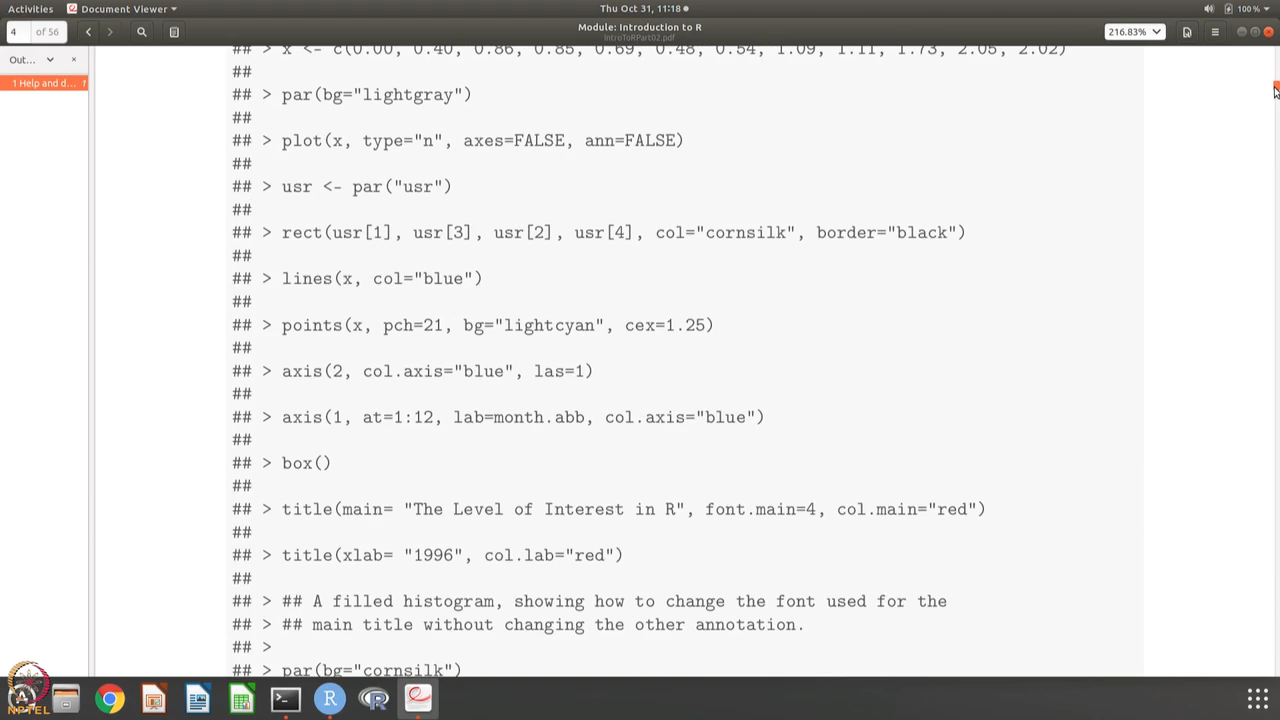 Activities
Document Viewer
Thu Oct 31, 11:18
100 %
4
of 56
Module: Introduction to R
IntroToRPart02.pdf
216.83%
Out...
×
1 Help and d...
## > x <- c(0.00, 0.40, 0.86, 0.85, 0.69, 0.48, 0.54, 1.09, 1.11, 1.73, 2.05, 2.02)
##
## > par(bg="lightgray")
##
## > plot(x, type="n", axes=FALSE, ann=FALSE)
##
## > usr <- par("usr")
##
## > rect(usr[1], usr[3], usr[2], usr[4], col="cornsilk", border="black")
##
## > lines(x, col="blue")
##
## > points(x, pch=21, bg="lightcyan", cex=1.25)
##
## > axis(2, col.axis="blue", las=1)
##
## > axis(1, at=1:12, lab=month.abb, col.axis="blue")
##
## > box()
##
## > title(main= "The Level of Interest in R", font.main=4, col.main="red")
##
## > title(xlab= "1996", col.lab="red")
##
## > ## A filled histogram, showing how to change the font used for the
## > ## main title without changing the other annotation.
## >
## > par(bg="cornsilk")
NPTEL
R
R